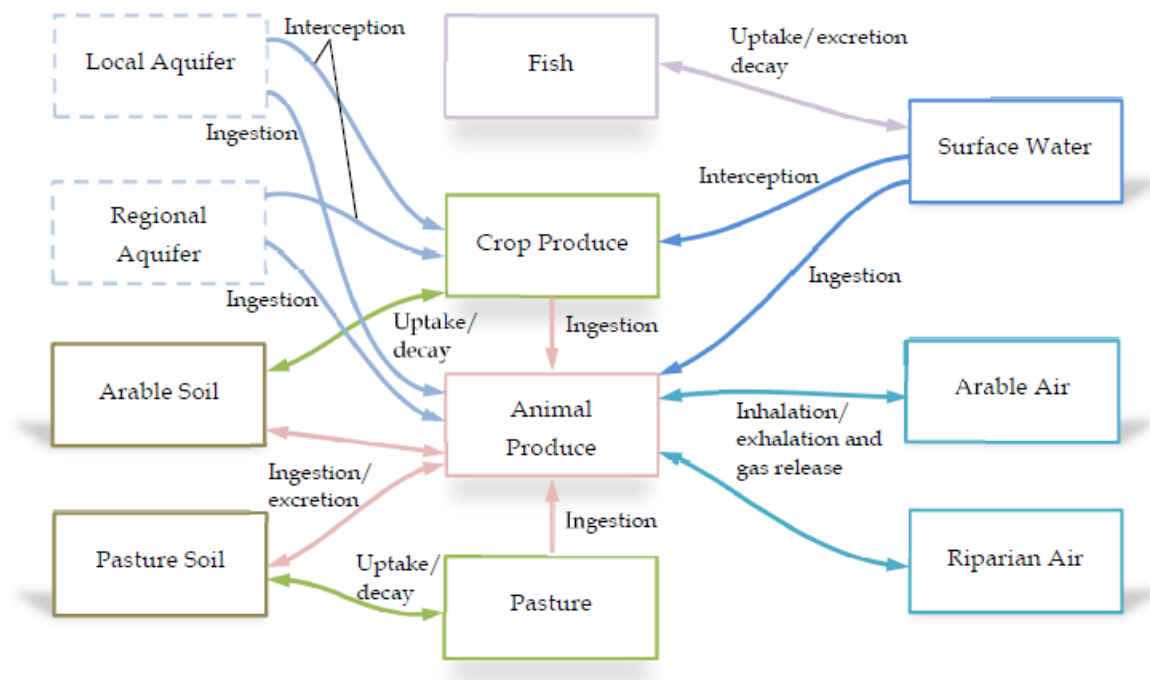 Interception
Local Aquifer
Fish
Uptake/excretion
decay
Ingestion
Surface Water
Interception
Regional
Aquifer
Crop Produce
Ingestion
Ingestion
Uptake/
decay
Ingestion
Arable Soil
Animal
Produce
Arable Air
Inhalation/
exhalation and
gas release
Ingestion/
excretion
Ingestion
Pasture Soil
Uptake/
decay
Pasture
Riparian Air